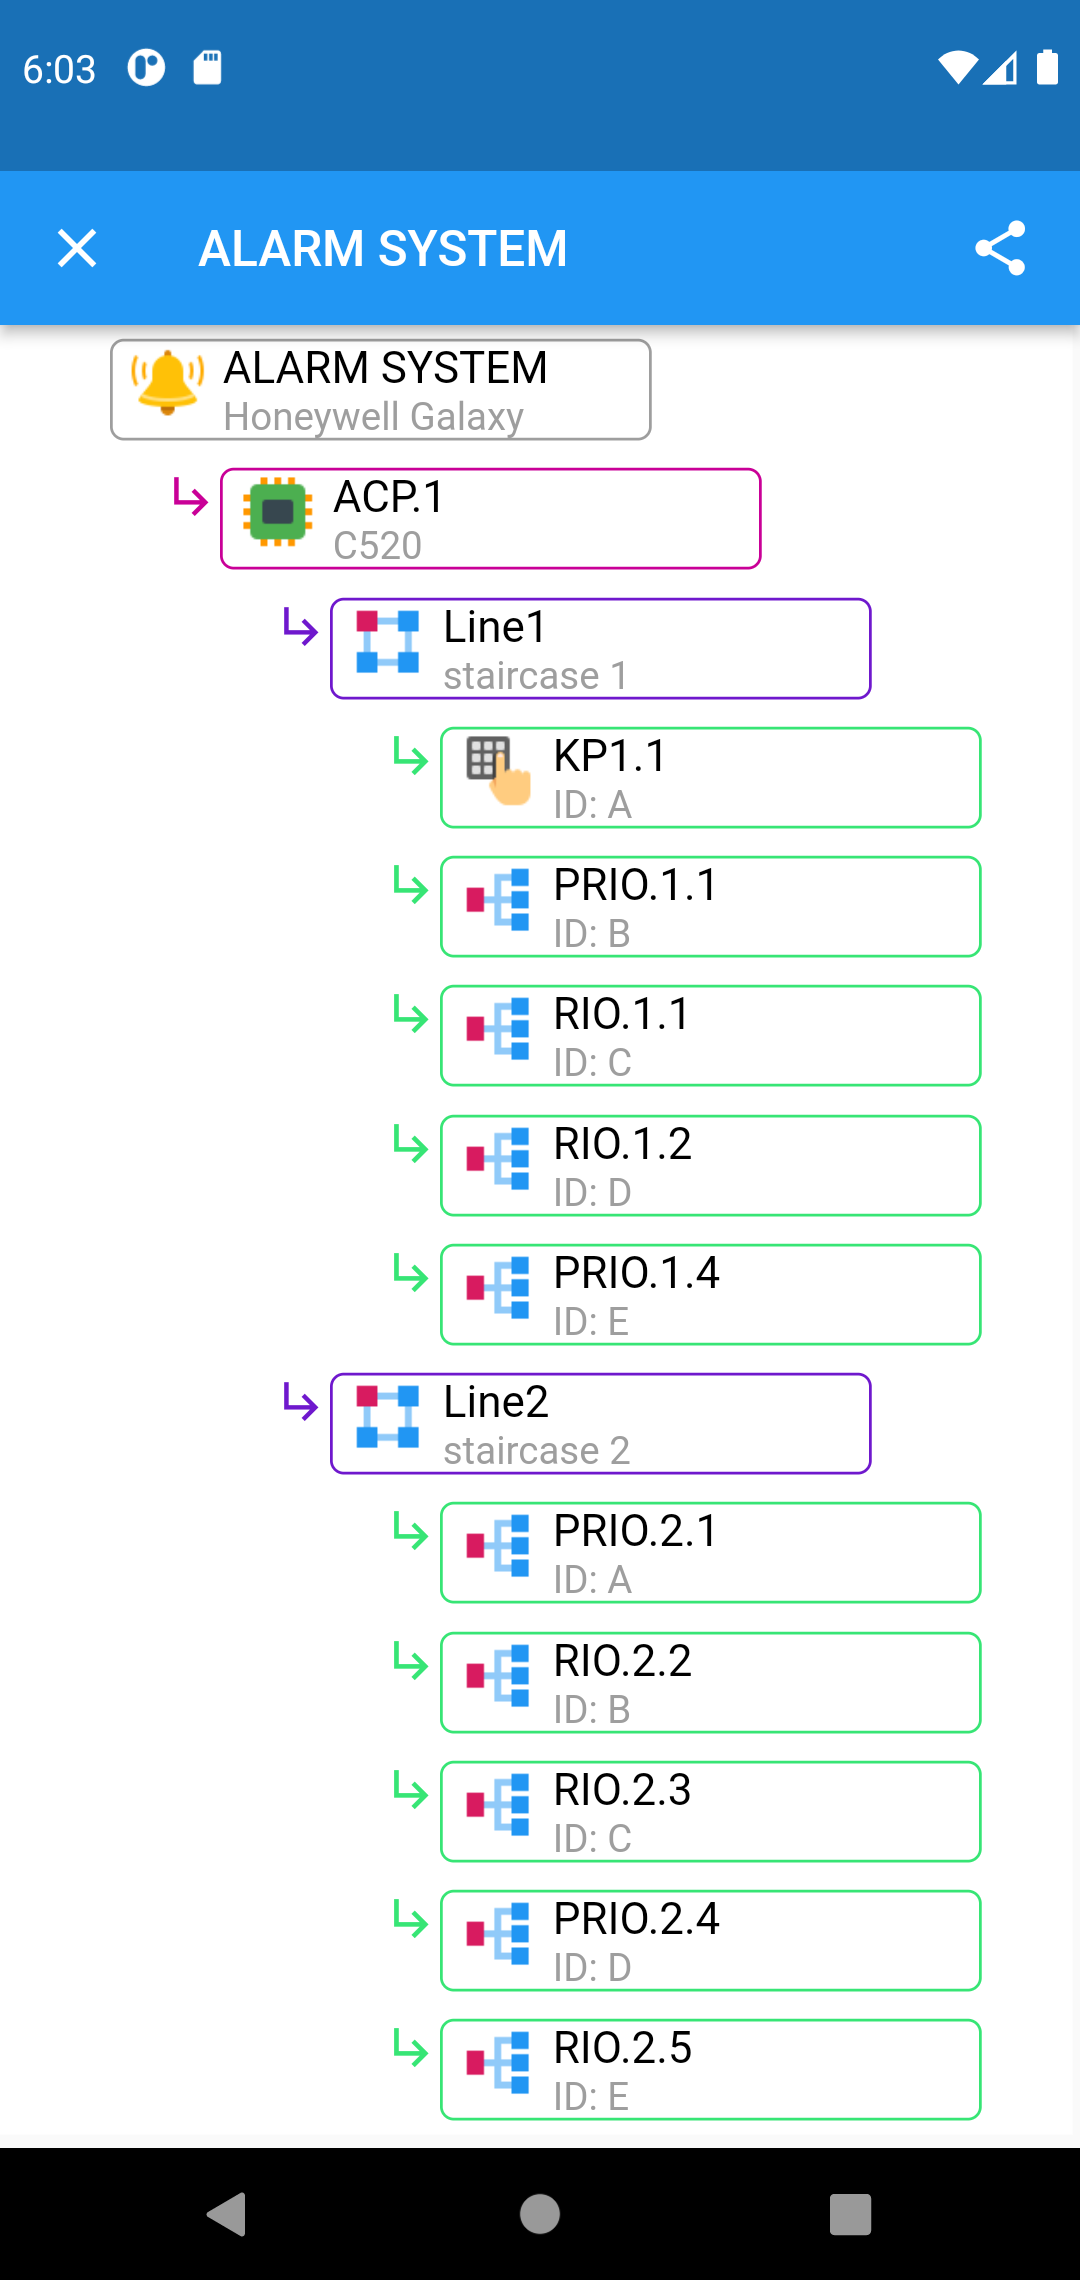 6:03
ALARM SYSTEM
ALARM SYSTEM
Honeywell Galaxy
ACP.1
C520
Line1
staircase 1
KP1.1
ID: A
PRIO.1.1
ID: B
RIO.1.1
ID: C
RIO.1.2
ID: D
PRIO.1.4
ID: E
Line2
staircase 2
PRIO.2.1
ID: A
RIO.2.2
ID: B
RIO.2.3
ID: C
PRIO.2.4
ID: D
RIO.2.5
ID: E